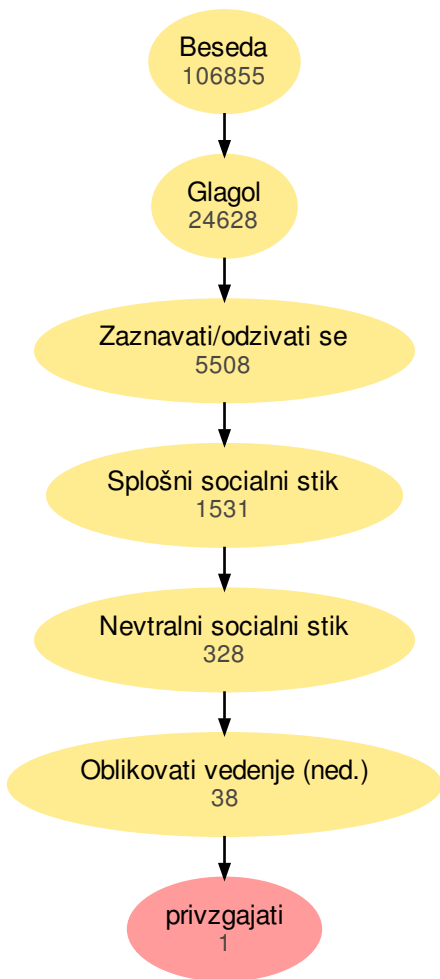 Beseda
106855
Glagol
24628
Zaznavati/odzivati se
5508
Splošni socialni stik
1531
Nevtralni socialni stik
328
Oblikovati vedenje (ned.)
38
privzgajati
1